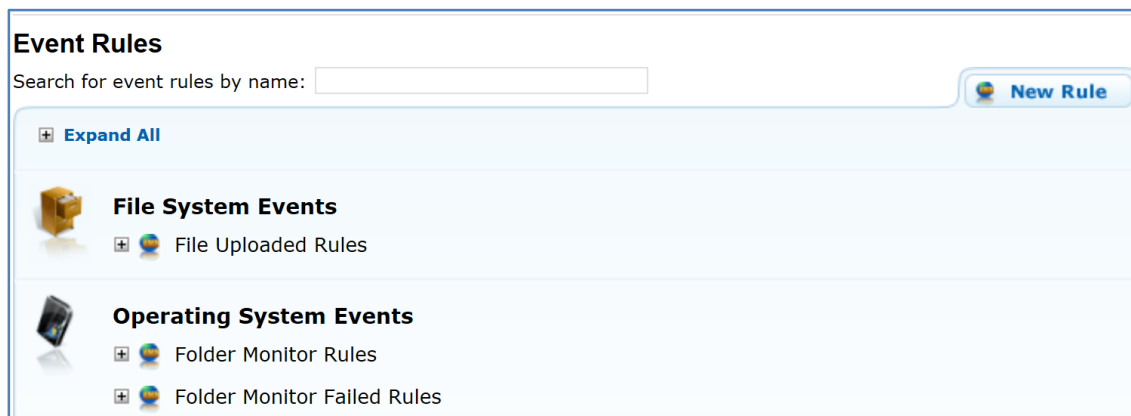 Event Rules
Search for event rules by name:
New Rule
Expand All
File System Events
File Uploaded Rules
Operating System Events
Folder Monitor Rules
Folder Monitor Failed Rules